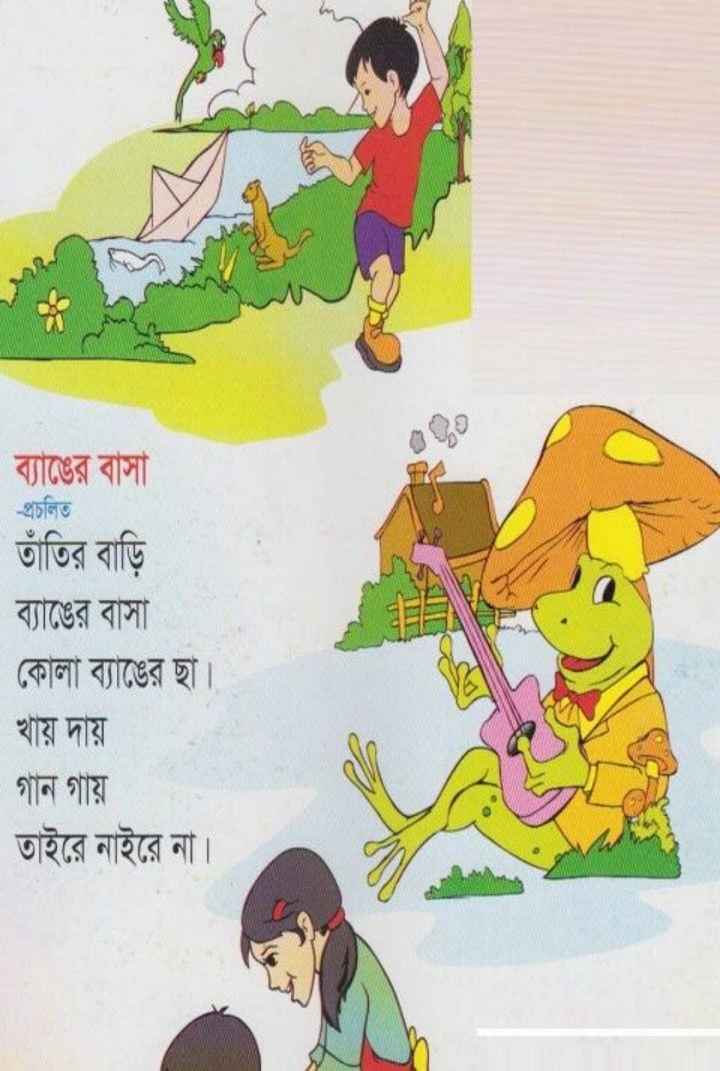 ব্যাঙের বাসা
-প্রচলিত
তাঁতির বাড়ি
ব্যাঙের বাসা
কোলা ব্যাঙের ছা।
খায় দায়
গান গায়
তাইরে নাইরে না।